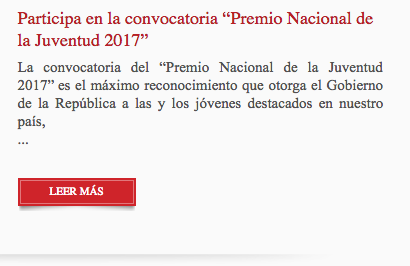 Participa en la convocatoria “Premio Nacional de
la Juventud 2017”
La convocatoria del “Premio Nacional de la Juventud
2017” es el máximo reconocimiento que otorga el Gobierno
de la República a las y los jóvenes destacados en nuestro
país,
...
LEER MÁS